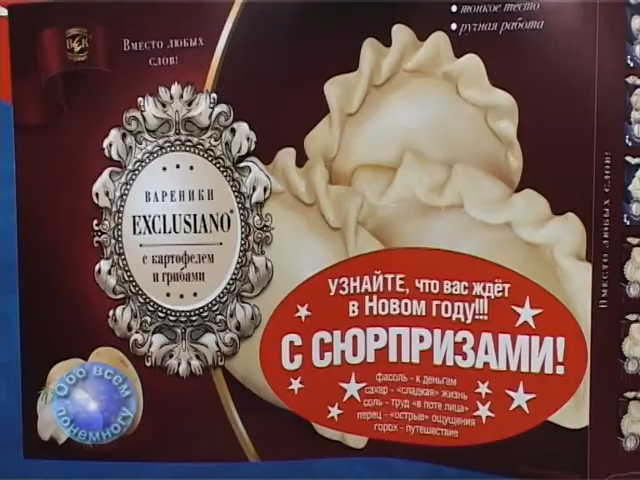 • тонкое тесто
• ручная работа
ВЕК
Вместо любых
слов!
ВАРЕНИКИ
EXCLUSIANO
с картофелем
и грибами
УЗНАЙТЕ, что вас ждёт
в Новом году!!!
С СЮРПРИЗАМИ!
фасоль - к деньгам
сахар - «сладкая» жизнь
соль - труд «в поте лица»
перец - «острые» ощущения
горох - путешествие
Вместо любых слов!
Обо всем
понемногу